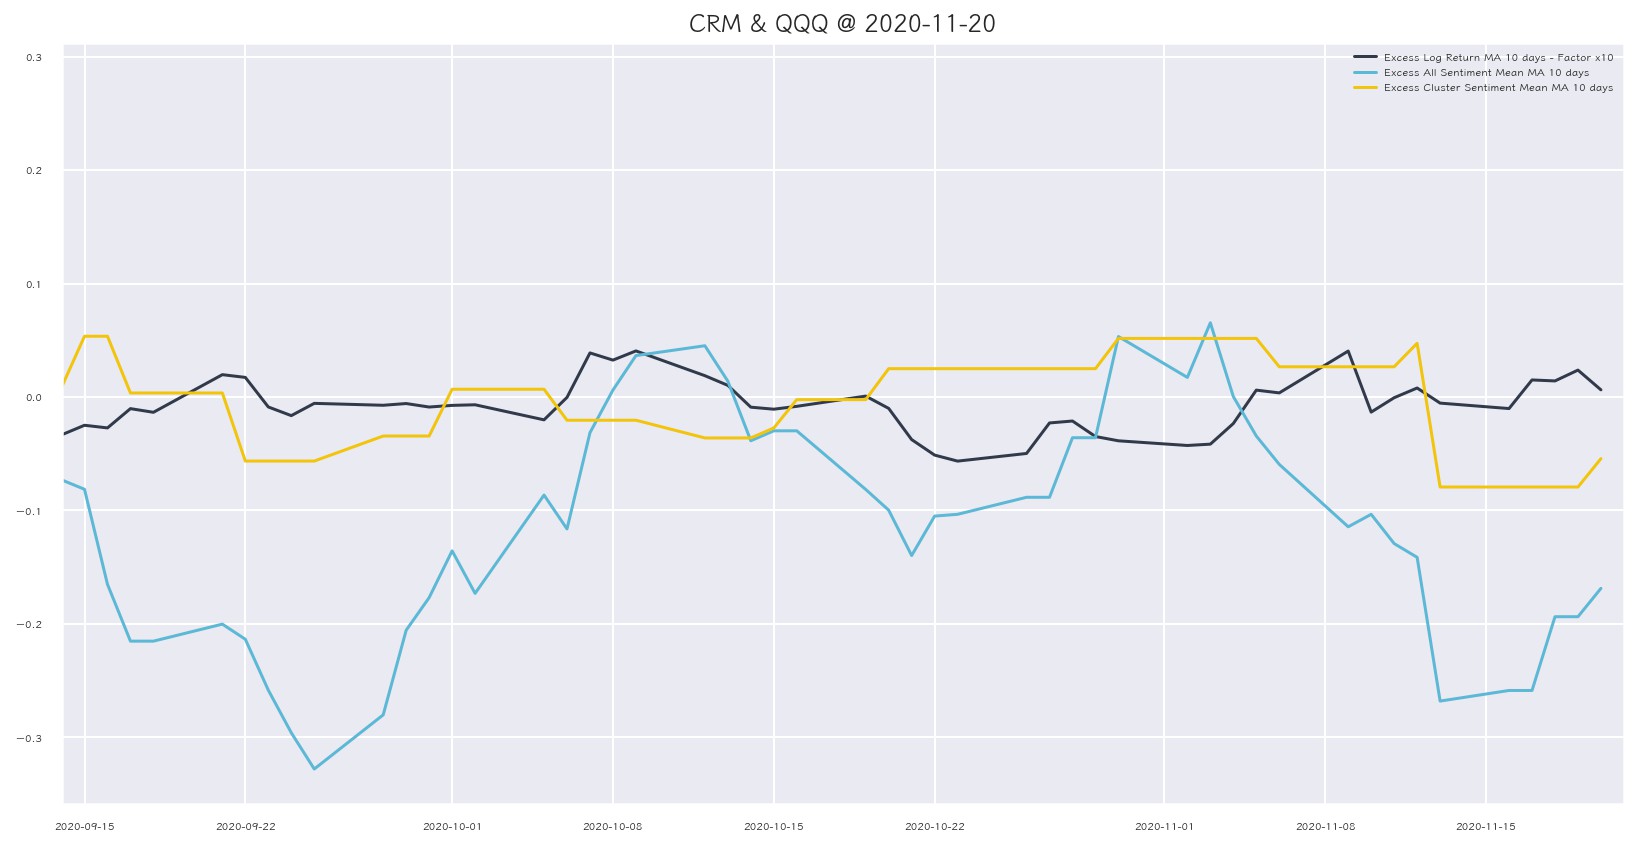 CRM & QQQ @ 2020-11-20
Excess Log Return MA 10 days - Factor x10
Excess All Sentiment Mean MA 10 days
Excess Cluster Sentiment Mean MA 10 days
0.3
0.2
0.1
0.0
−0.1
−0.2
−0.3
2020-09-15 2020-09-22 2020-10-01 2020-10-08 2020-10-15 2020-10-22 2020-11-01 2020-11-08 2020-11-15